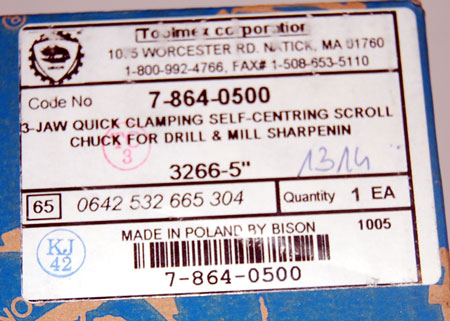 Toolmex corporation
1075 WORCESTER RD. NATICK, MA 01760
1-800-992-4766, FAX# 1-508-653-5110
Code No 7-864-0500
3-JAW QUICK CLAMPING SELF-CENTRING SCROLL
CHUCK FOR DRILL & MILL SHARPENIN
3
3266-5"
1314
65 0642 532 665 304
Quantity 1 EA
MADE IN POLAND BY BISON 1005
KJ
42
7-864-0500